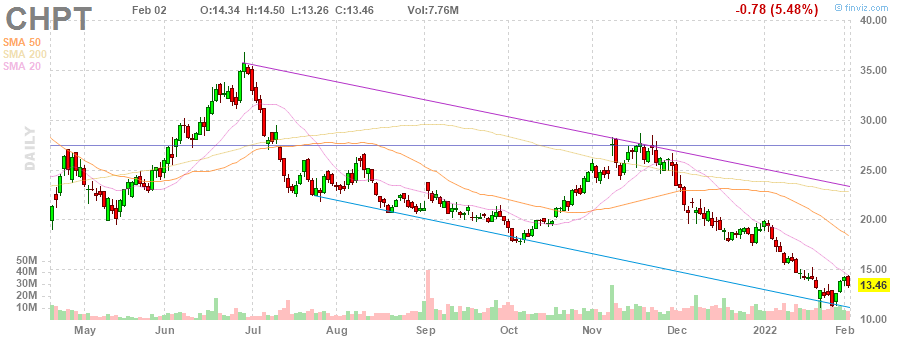 CHPT
Feb 02 O:14.34 H:14.50 L:13.26 C:13.46 Vol:7.76M -0.78 (5.48%) finviz.com
SMA 50
SMA 200
SMA 20
DAILY
40.00
35.00
30.00
25.00
20.00
15.00
13.46
10.00
50M
40M
30M
20M
10M
May Jun Jul Aug Sep Oct Nov Dec 2022 Feb